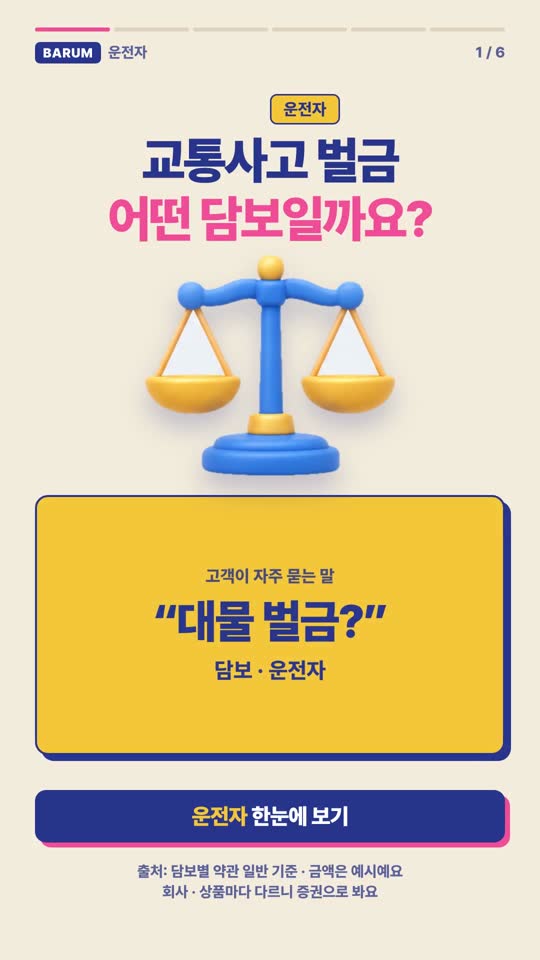 BARUM 운전자 1 / 6
운전자
교통사고 벌금
어떤 담보일까요?
고객이 자주 묻는 말
“대물 벌금?”
담보 · 운전자
운전자 한눈에 보기
출처: 담보별 약관 일반 기준 · 금액은 예시예요
회사 · 상품마다 다르니 증권으로 봐요